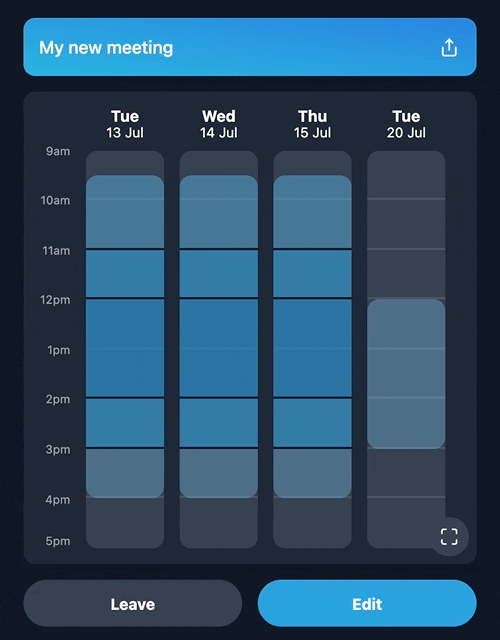 My new meeting
Tue Wed Thu Tue
13 Jul 14 Jul 15 Jul 20 Jul
9am
10am
11am
12pm
1pm
2pm
3pm
4pm
5pm
Leave Edit